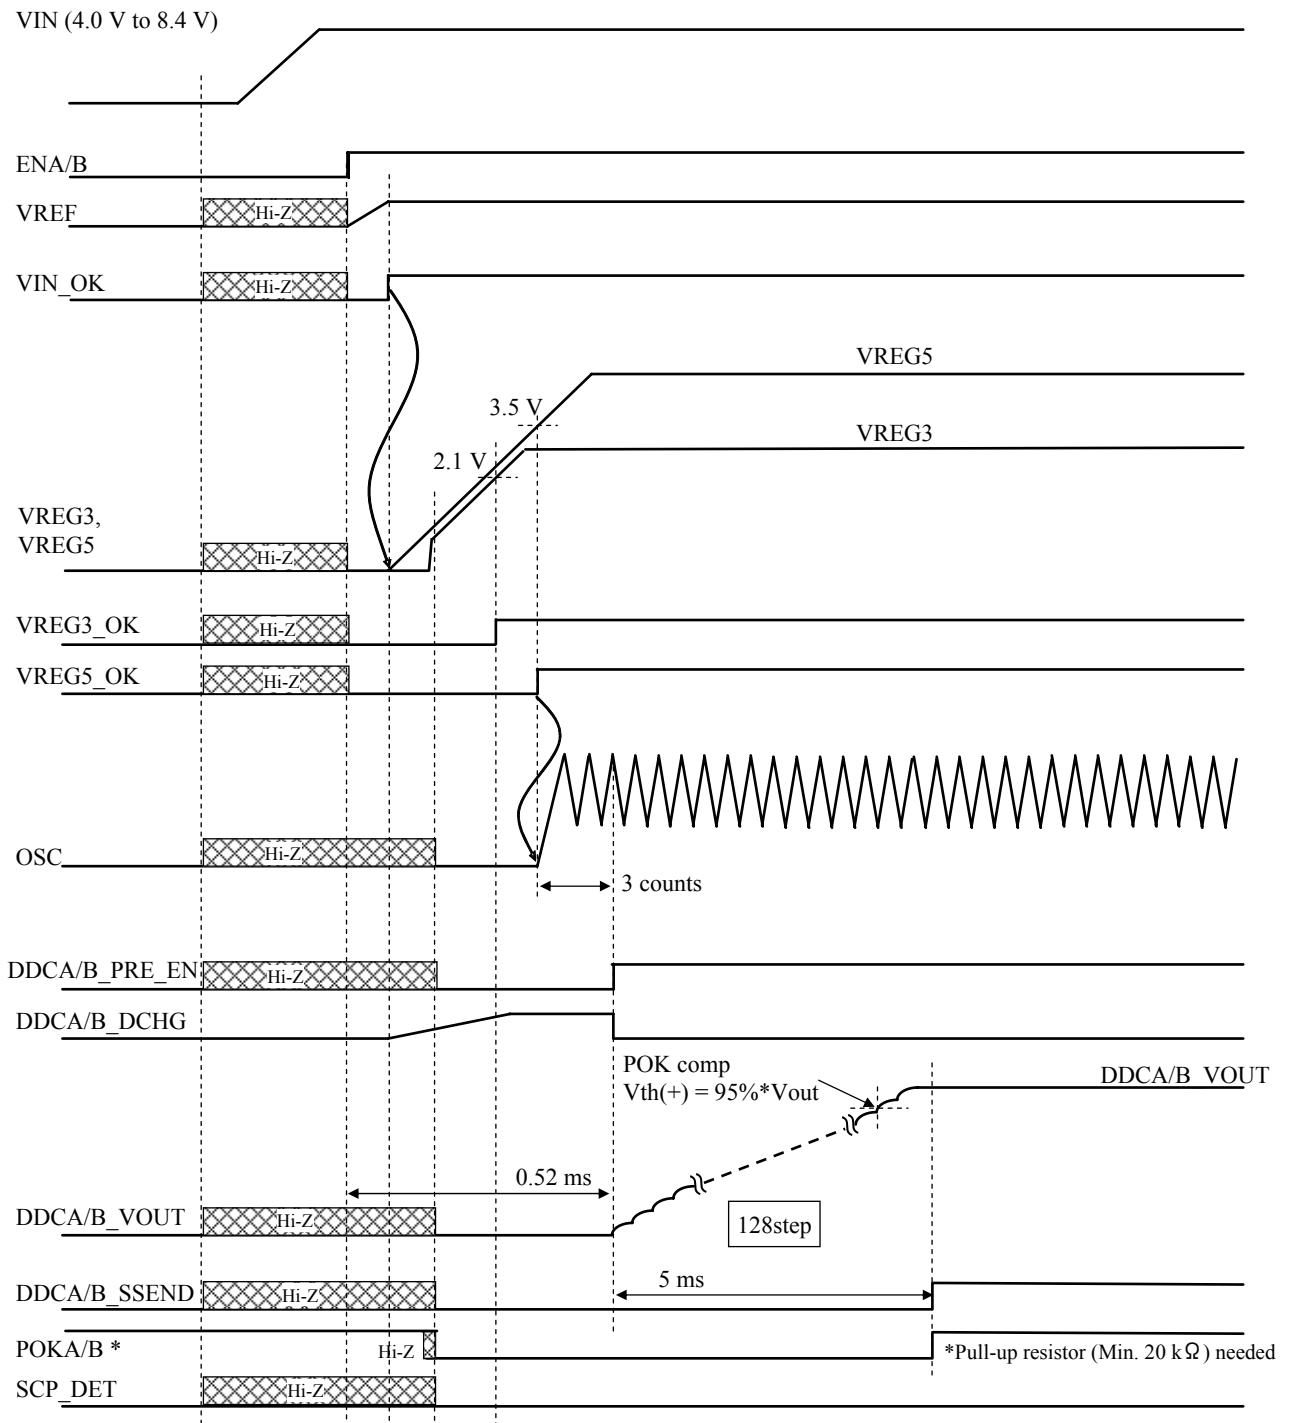 VIN (4.0 V to 8.4 V)
ENA/B
VREF
Hi-Z
VIN_OK
Hi-Z
VREG5
3.5 V
VREG3
2.1 V
VREG3,
VREG5
Hi-Z
VREG3_OK
Hi-Z
VREG5_OK
Hi-Z
OSC
Hi-Z
3 counts
DDCA/B_PRE_EN
Hi-Z
DDCA/B_DCHG
POK comp
Vth(+) = 95%*Vout
DDCA/B_VOUT
0.52 ms
DDCA/B_VOUT
Hi-Z
128step
5 ms
DDCA/B_SSEND
Hi-Z
POKA/B *
Hi-Z
*Pull-up resistor (Min. 20 kΩ) needed
SCP_DET
Hi-Z